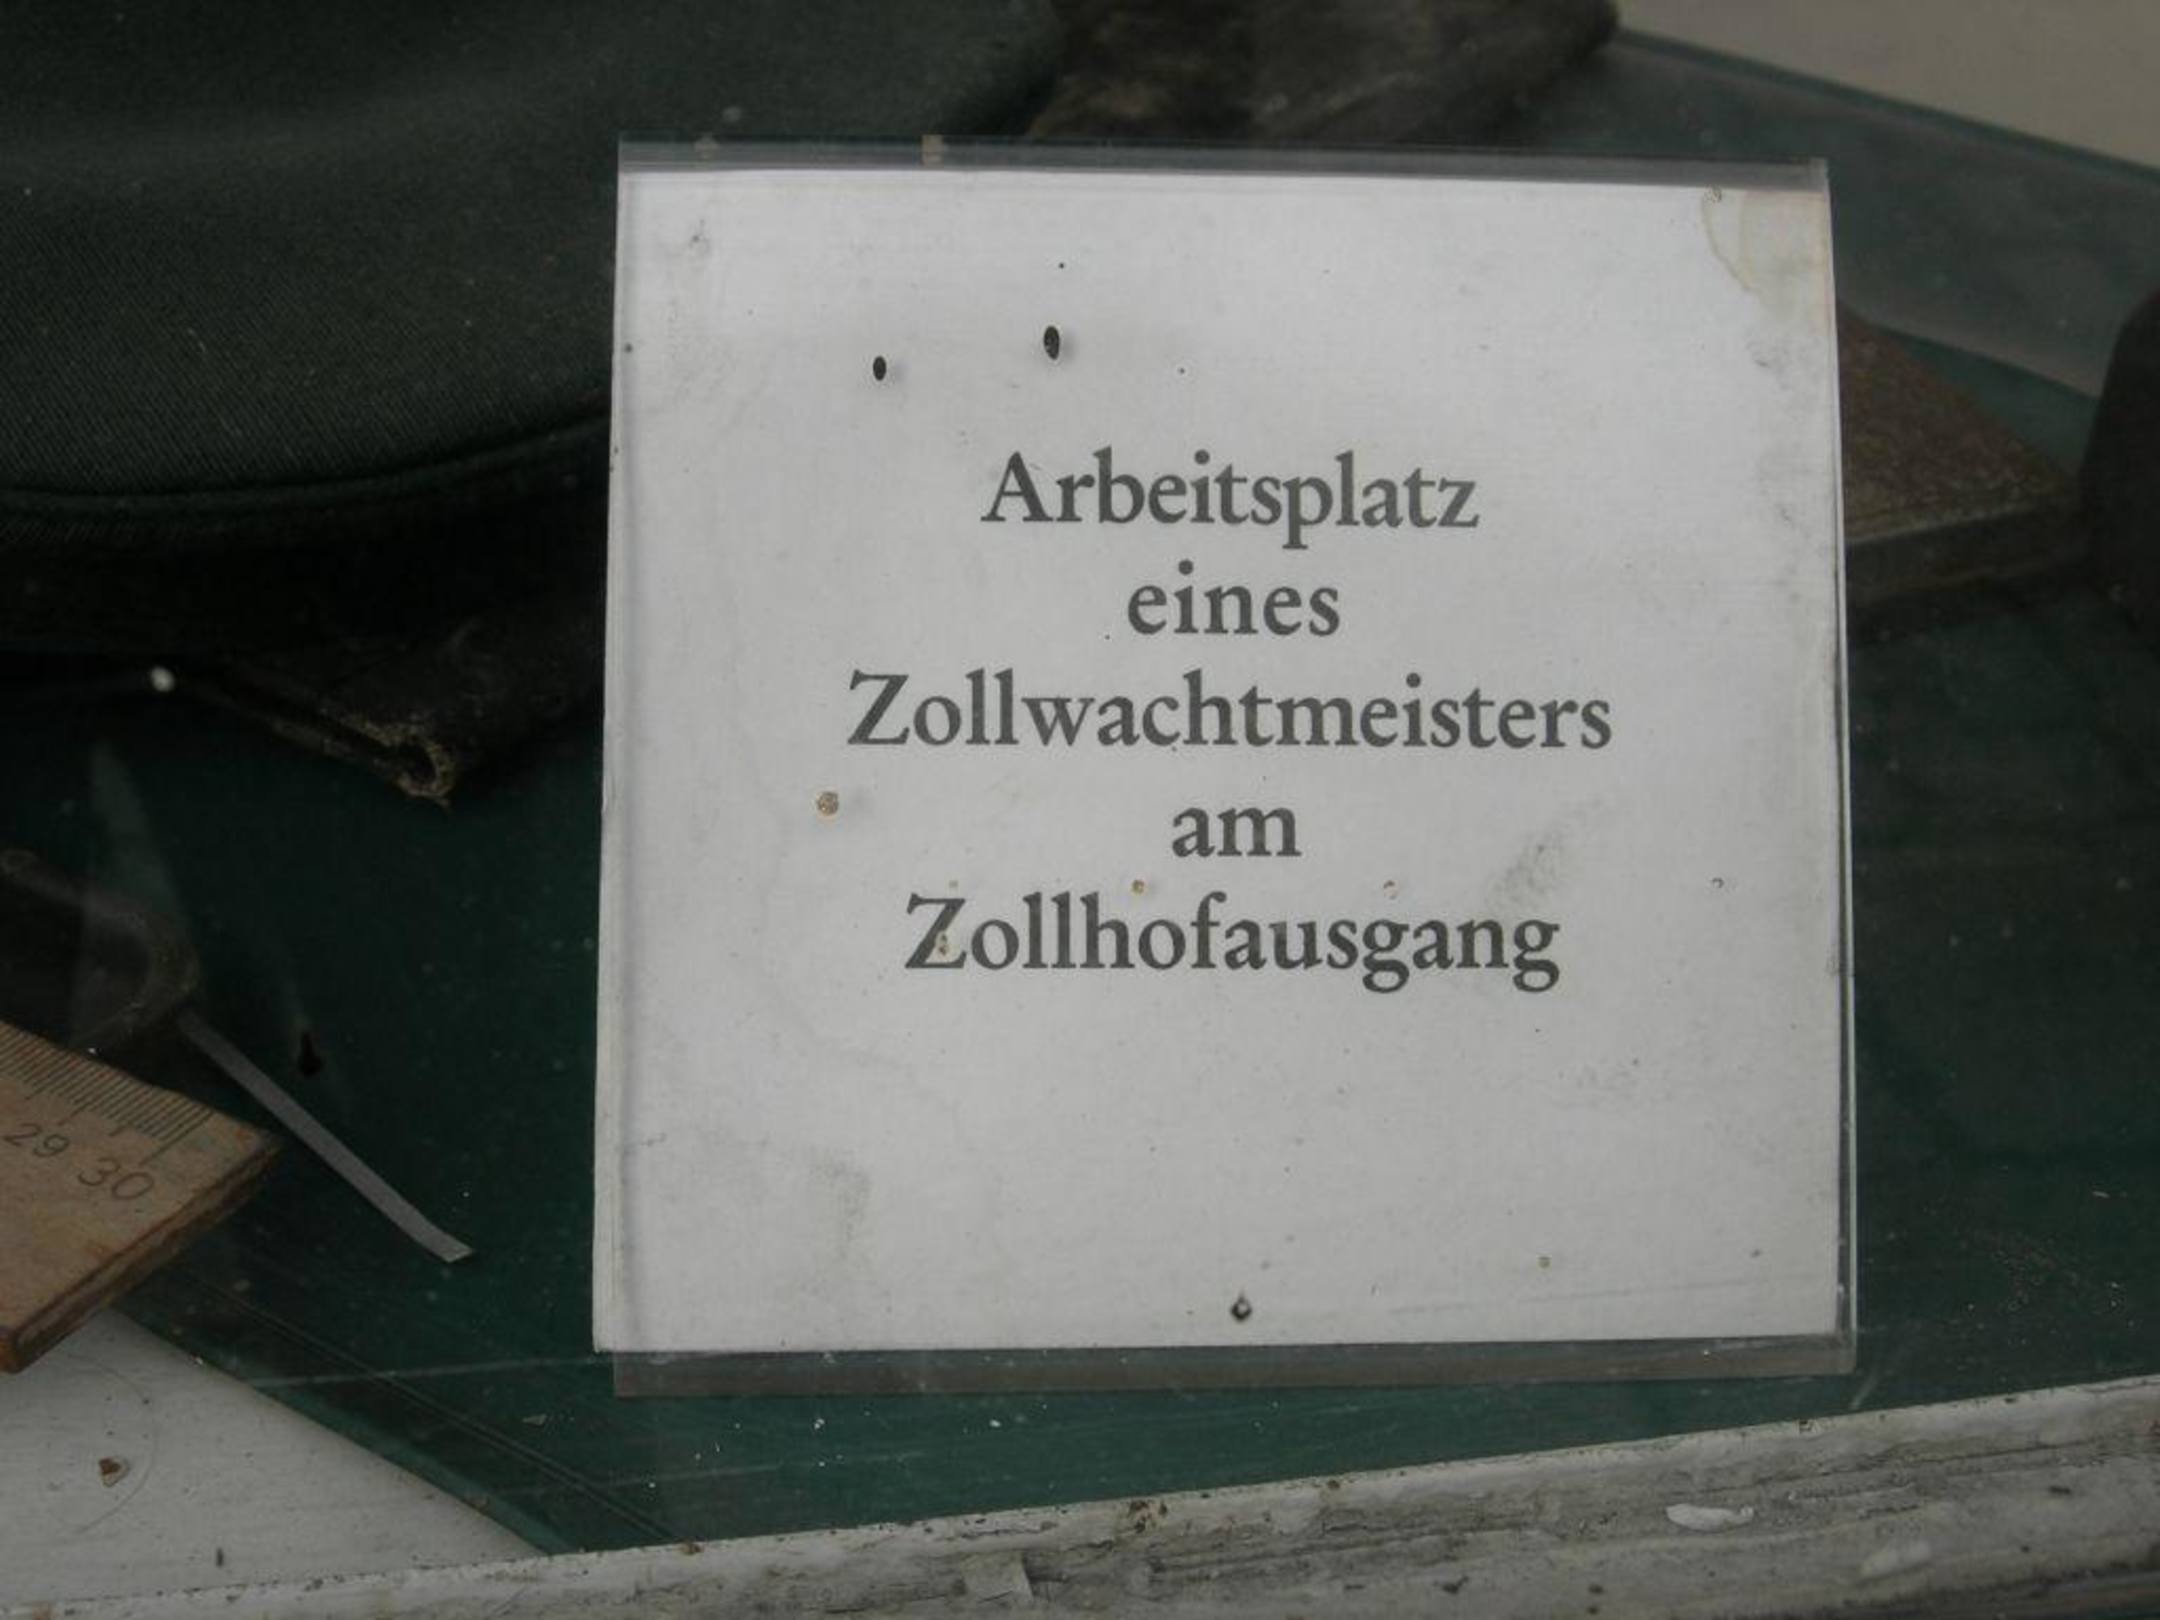 Arbeitsplatz
eines
Zollwachtmeisters
am
Zollhofausgang
29 30